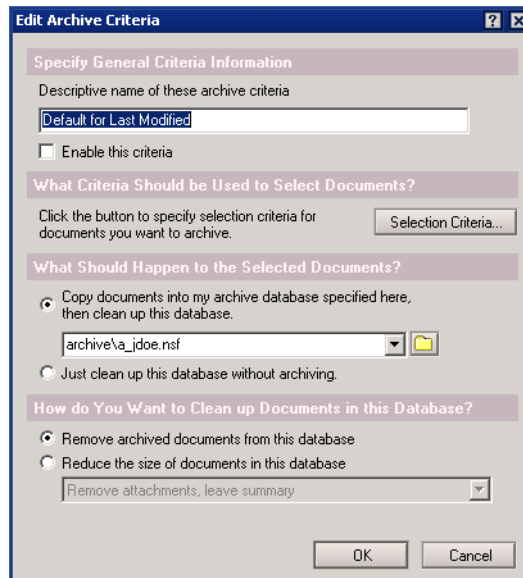 Edit Archive Criteria
Specify General Criteria Information
Descriptive name of these archive criteria
Default for Last Modified
Enable this criteria
What Criteria Should be Used to Select Documents?
Click the button to specify selection criteria for
documents you want to archive.
Selection Criteria...
What Should Happen to the Selected Documents?
Copy documents into my archive database specified here,
then clean up this database.
archive\a_jdoe.nsf
Just clean up this database without archiving.
How do You Want to Clean up Documents in this Database?
Remove archived documents from this database
Reduce the size of documents in this database
Remove attachments, leave summary
OK
Cancel